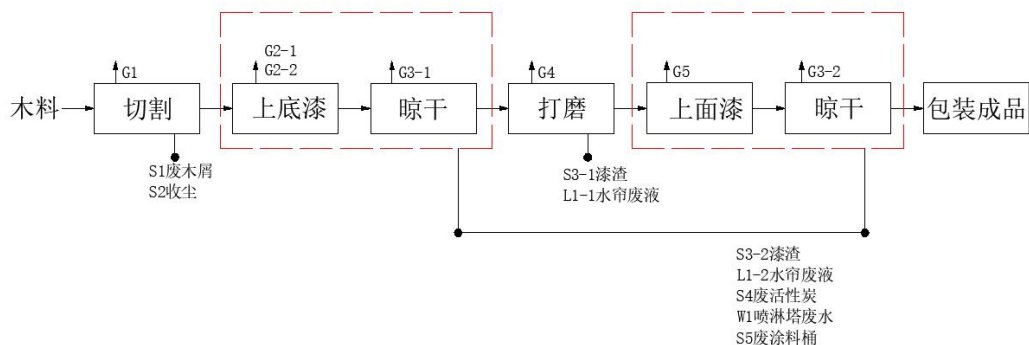 G2-1
G2-2
G1
G3-1
G4
G5
G3-2
木料
切割
上底漆
晾干
打磨
上面漆
晾干
包装成品
S1废木屑
S2收尘
S3-1漆渣
L1-1水帘废液
S3-2漆渣
L1-2水帘废液
S4废活性炭
W1喷淋塔废水
S5废涂料桶